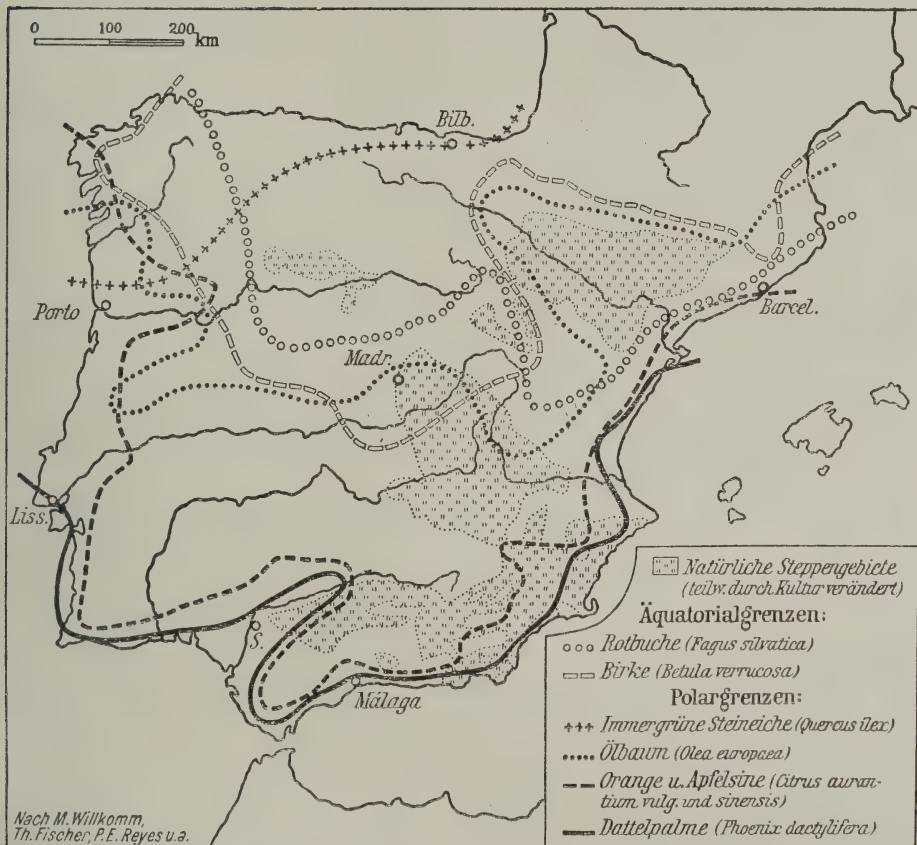 0 100 200 km
Bilb.
Porto
Barcel.
Madr.
Liss.
S.
Málaga
Natürliche Steppengebiete
(teilw. durch Kultur verändert)
Äquatorialgrenzen:
Rotbuche (Fagus silvatica)
Birke (Betula verrucosa)
Polargrenzen:
Immergrüne Steineiche (Quercus ilex)
Ölbaum (Olea europaea)
Orange u. Apfelsine (Citrus auran-
tium vulg. und sinensis)
Dattelpalme (Phoenix dactylifera)
Nach M. Willkomm,
Th. Fischer, P.E. Reyes u.a.